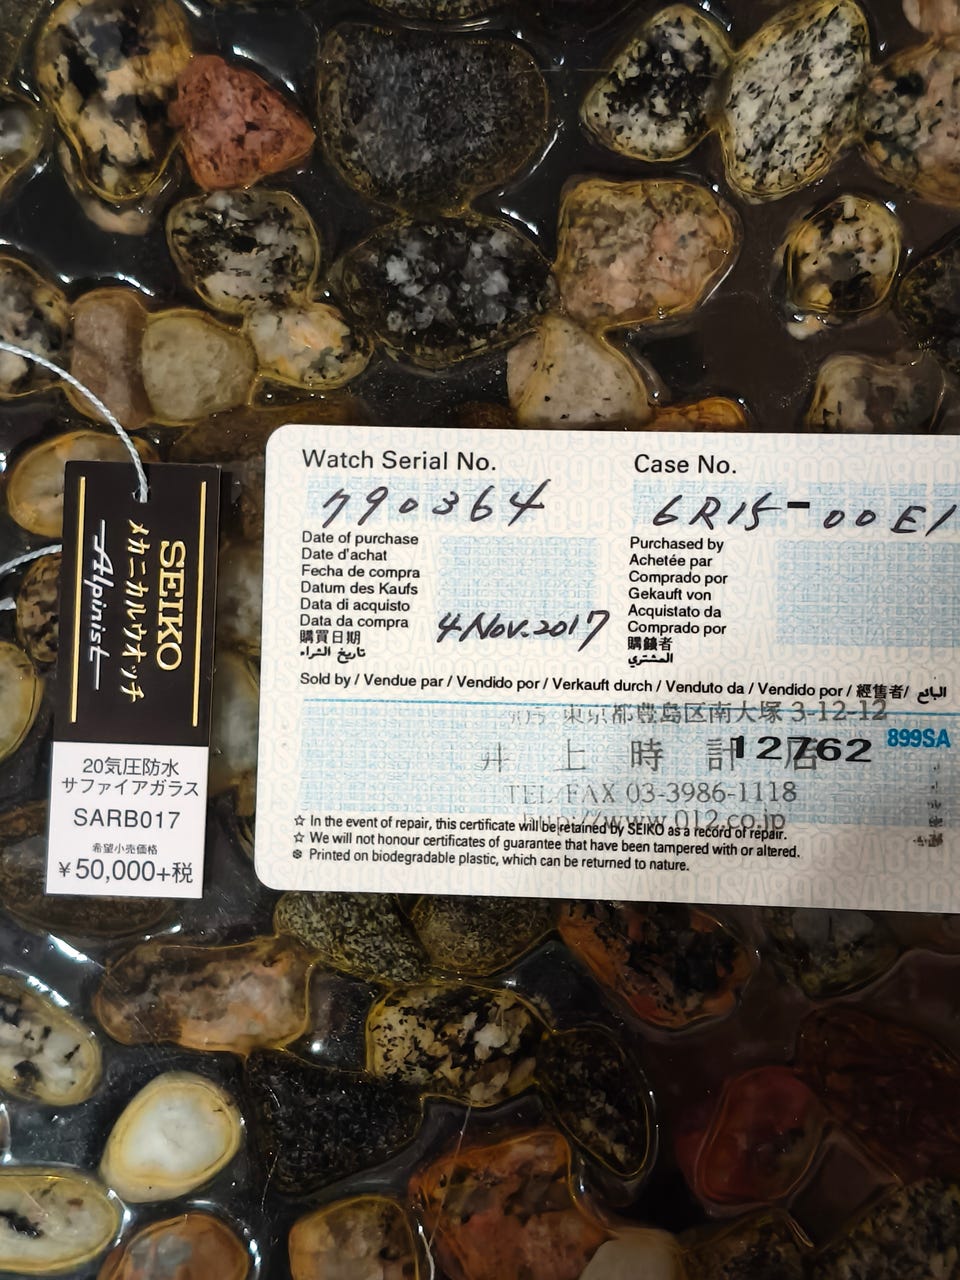 SEIKO
メカニカルウオッチ
Alpinist
20気圧防水
サファイアガラス
SARB017
希望小売価格
¥50,000+税
Watch Serial No.
790364
Case No.
6R15-00E1
Date of purchase
Date d'achat
Fecha de compra
Datum des Kaufs
Data di acquisto
Data da compra
購買日期
تاريخ الشراء
4 Nov. 2017
Purchased by
Achetée par
Comprado por
Gekauft von
Acquistato da
Comprado por
購錶者
المشتري
Sold by / Vendue par / Vendido por / Verkauft durch / Venduto da / Vendido por / 經售者/ البائع
東京都豊島区南大塚 3-12-12
井上時計店
12762
899SA
TEL/FAX 03-3986-1118
http://www.012.co.jp
☆ In the event of repair, this certificate will be retained by SEIKO as a record of repair.
☆ We will not honour certificates of guarantee that have been tampered with or altered.
Printed on biodegradable plastic, which can be returned to nature.